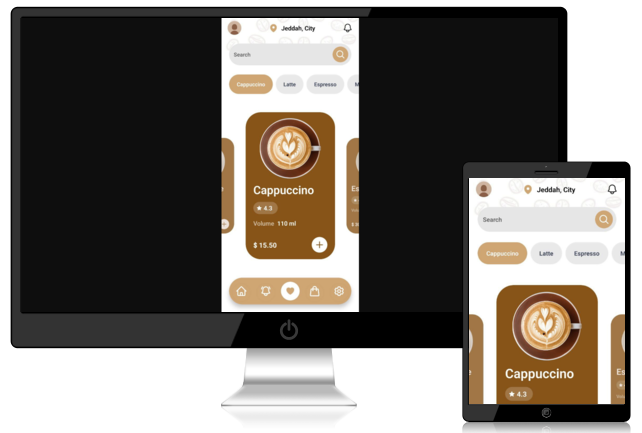 Jeddah, City
Search
Cappuccino
Latte
Espresso
M
Es
Cappuccino
4.3
Volume 110 ml
$ 15.50
Jeddah, City
Search
Cappuccino
Latte
Espresso
M
Es
Cappuccino
4.3